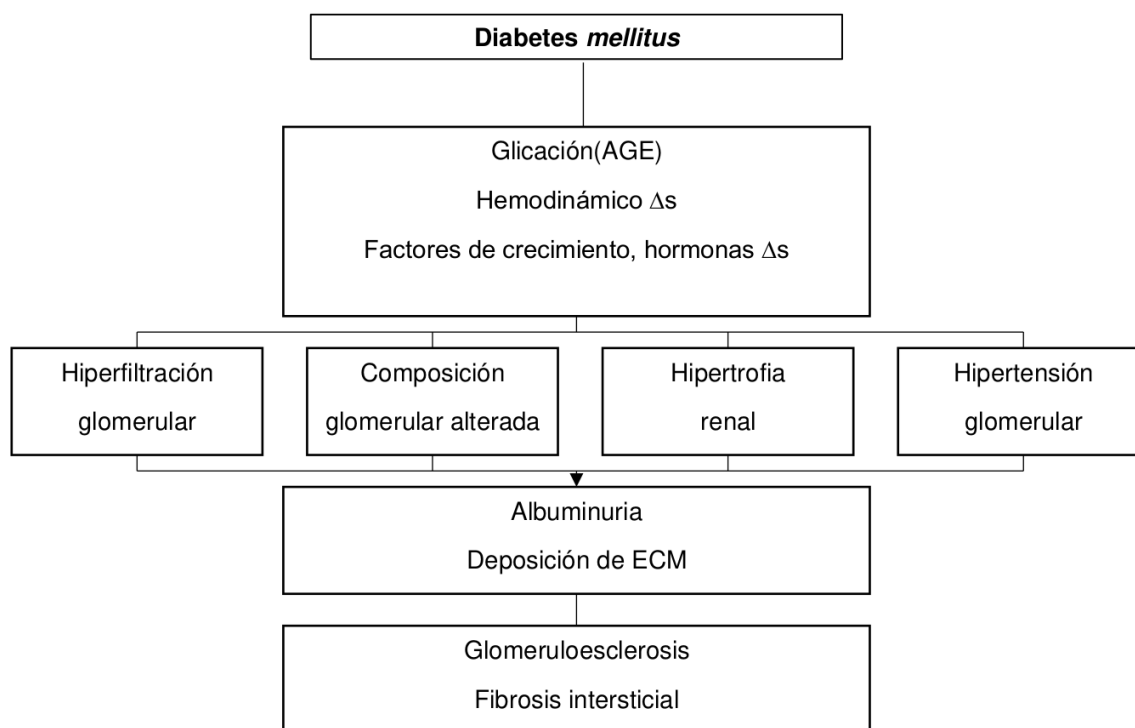 Diabetes mellitus
Glicación(AGE)
Hemodinámico Δs
Factores de crecimiento, hormonas Δs
Hiperfiltración
glomerular
Composición
glomerular alterada
Hipertrofia
renal
Hipertensión
glomerular
Albuminuria
Deposición de ECM
Glomeruloesclerosis
Fibrosis intersticial